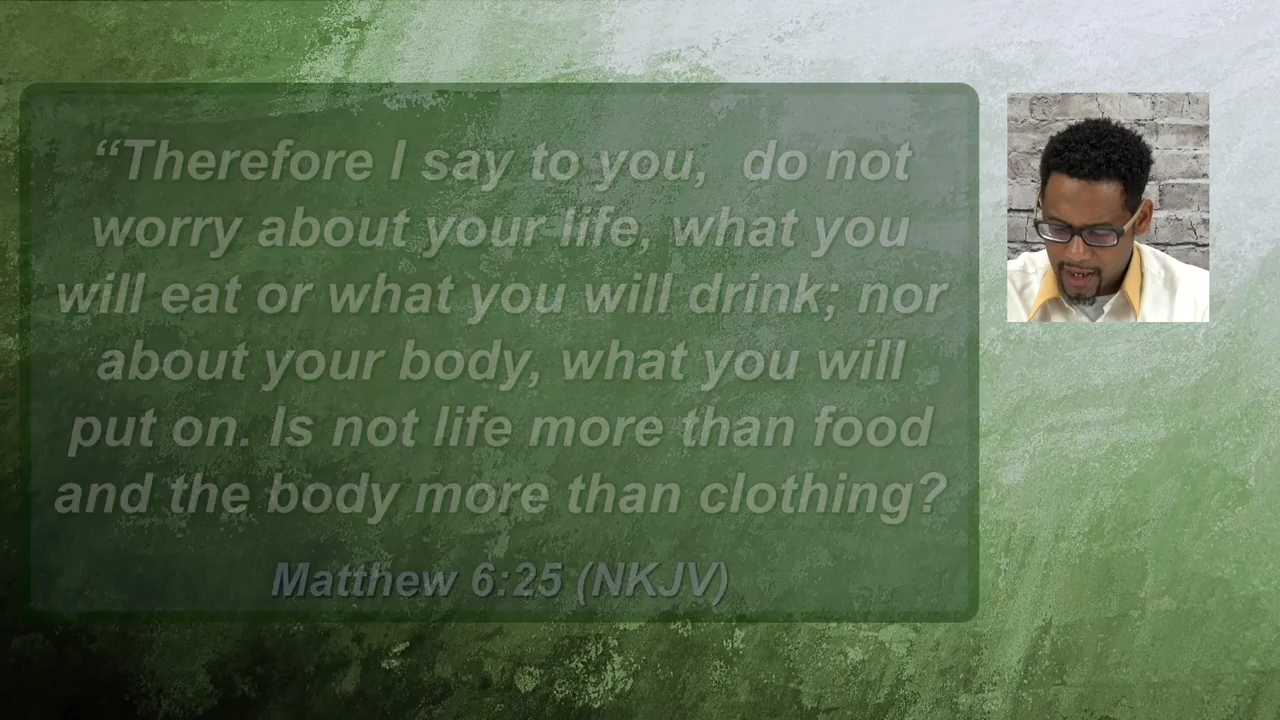 “Therefore I say to you, do not
worry about your life, what you
will eat or what you will drink; nor
about your body, what you will
put on. Is not life more than food
and the body more than clothing?
Matthew 6:25 (NKJV)